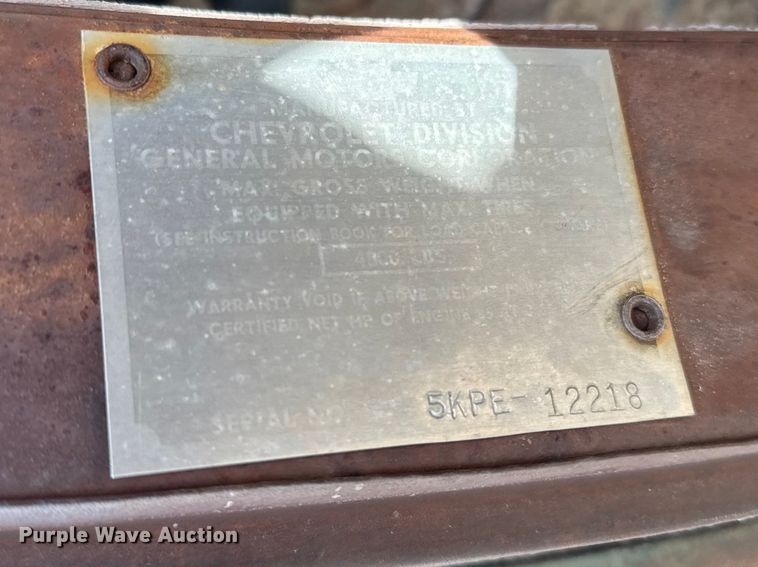 MANUFACTURED BY
CHEVROLET DIVISION
GENERAL MOTORS CORPORATION
MAX. GROSS WEIGHT WHEN
EQUIPPED WITH MAX. TIRES
(SEE INSTRUCTION BOOK FOR LOAD
LBS
WARRANTY VOID IF ABOVE WEIGHT IS
CERTIFIED NET HP OF ENGINE
SERIAL NO. 5KPE- 12218
Purple Wave Auction